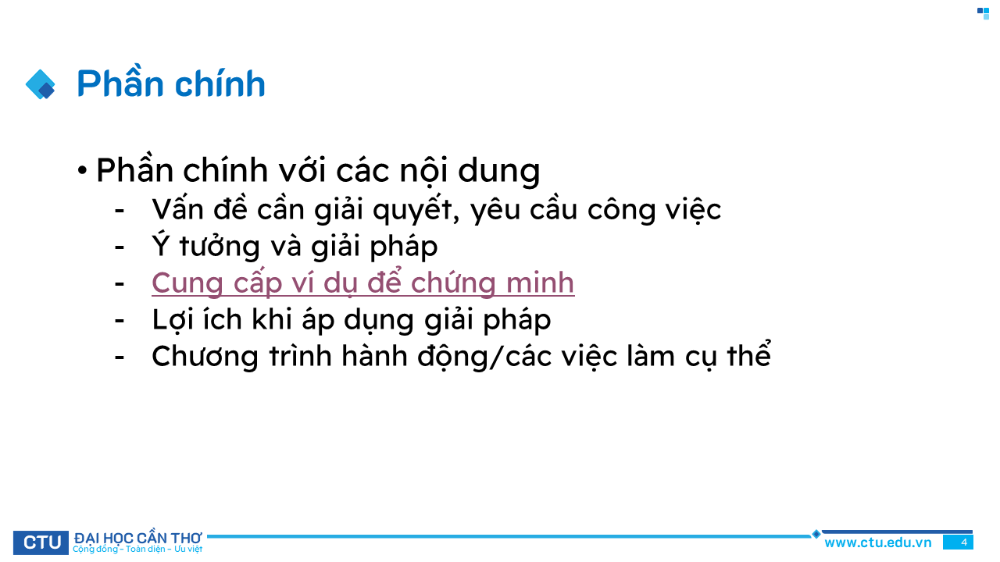 Phần chính
• Phần chính với các nội dung
- Vấn đề cần giải quyết, yêu cầu công việc
- Ý tưởng và giải pháp
- Cung cấp ví dụ để chứng minh
- Lợi ích khi áp dụng giải pháp
- Chương trình hành động/các việc làm cụ thể
CTU ĐẠI HỌC CẦN THƠ
Cộng đồng – Toàn diện – Ưu việt
www.ctu.edu.vn 4